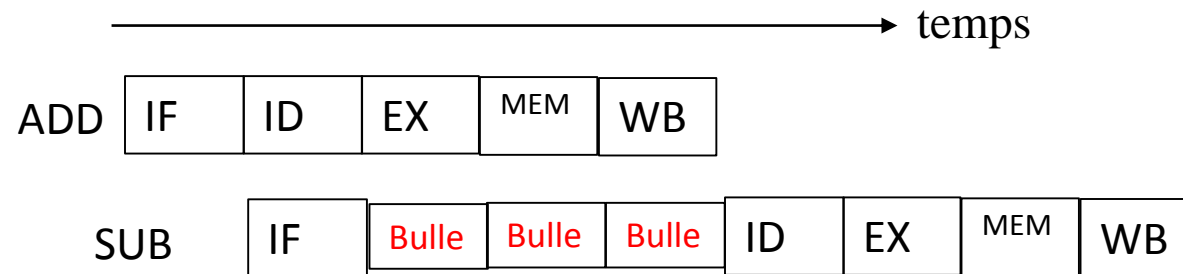 temps
ADD IF ID EX MEM WB
SUB IF Bulle Bulle Bulle ID EX MEM WB